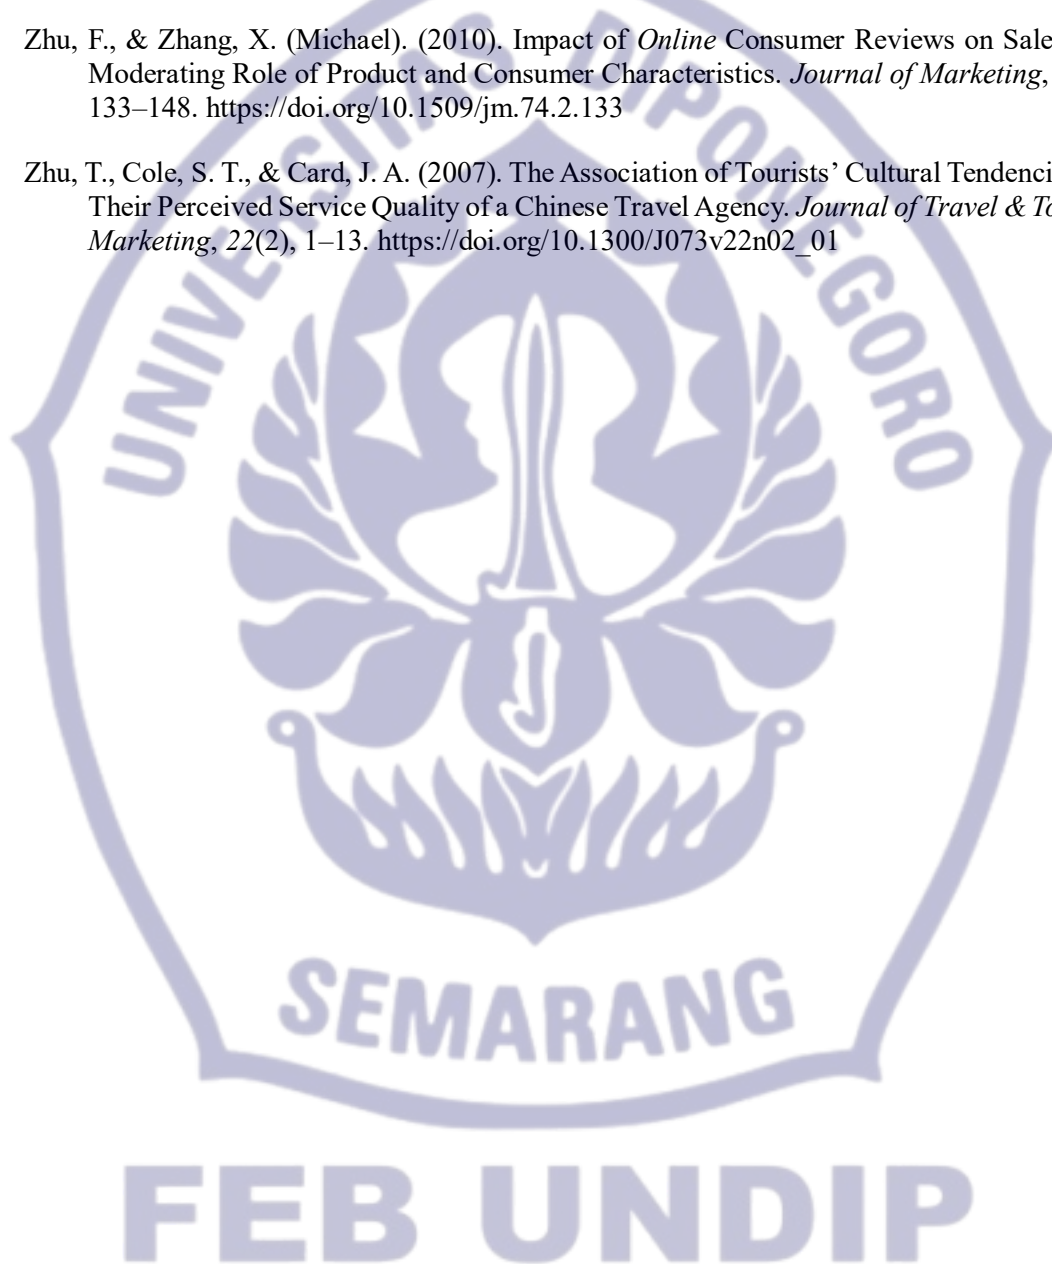 Zhu, F., & Zhang, X. (Michael). (2010). Impact of Online Consumer Reviews on Sale
Moderating Role of Product and Consumer Characteristics. Journal of Marketing,
133–148. https://doi.org/10.1509/jm.74.2.133
Zhu, T., Cole, S. T., & Card, J. A. (2007). The Association of Tourists’ Cultural Tendenci
Their Perceived Service Quality of a Chinese Travel Agency. Journal of Travel & To
Marketing, 22(2), 1–13. https://doi.org/10.1300/J073v22n02_01
UNIVERSITAS DIPONEGORO
SEMARANG
FEB UNDIP